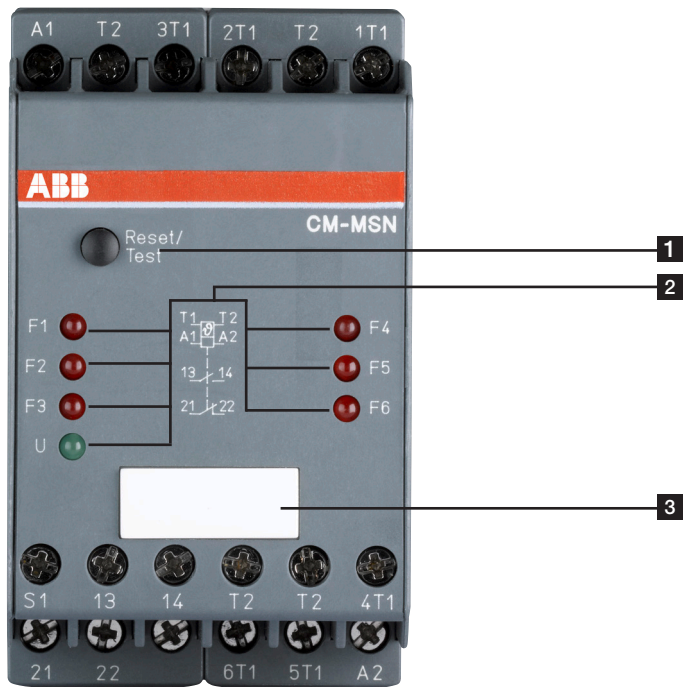 A1 T2 3T1 2T1 T2 1T1
ABB
CM-MSN
Reset/
Test
1
2
T1 T2
F1 ϑ F4
A1 A2
F2 13 14 F5
F3 21 22 F6
U
3
S1 13 14 T2 T2 4T1
21 22 6T1 5T1 A2